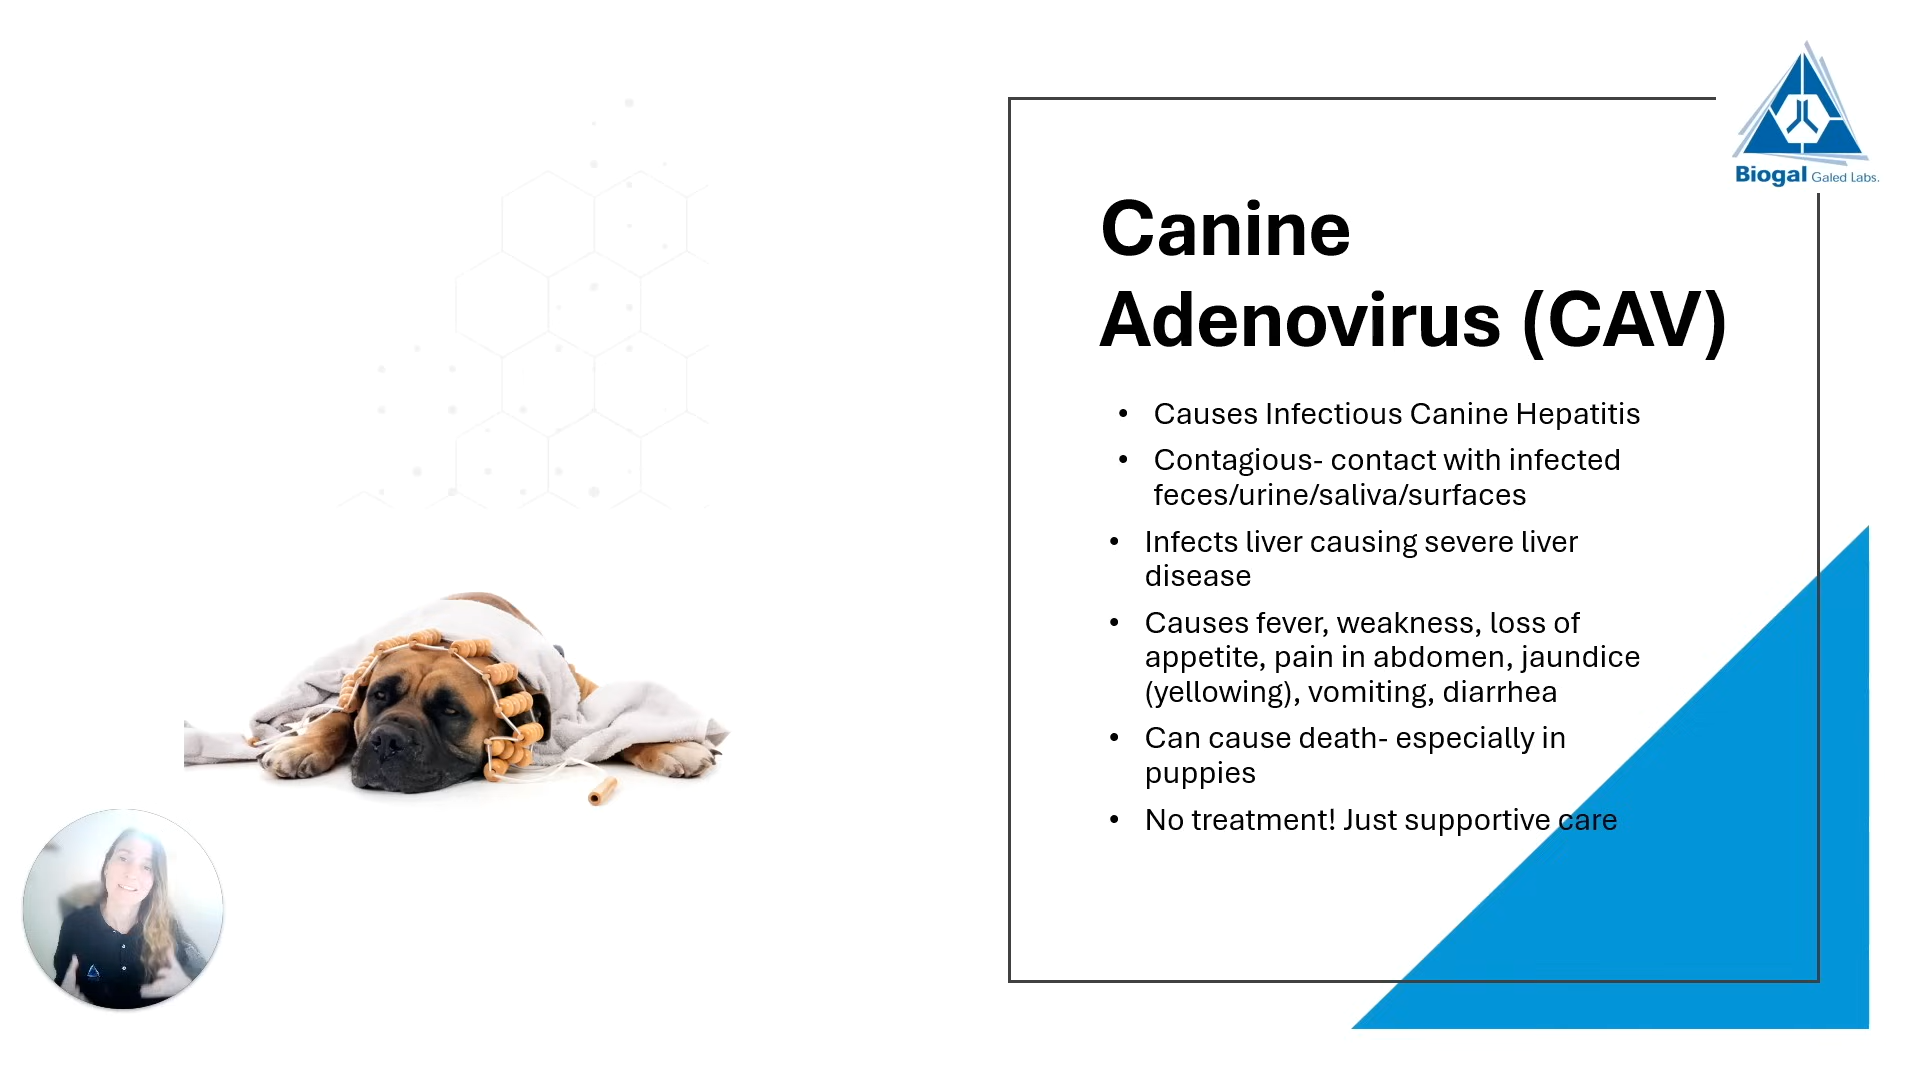 Biogal Galed Labs.
Canine
Adenovirus (CAV)
• Causes Infectious Canine Hepatitis
• Contagious- contact with infected
feces/urine/saliva/surfaces
• Infects liver causing severe liver
disease
• Causes fever, weakness, loss of
appetite, pain in abdomen, jaundice
(yellowing), vomiting, diarrhea
• Can cause death- especially in
puppies
• No treatment! Just supportive care